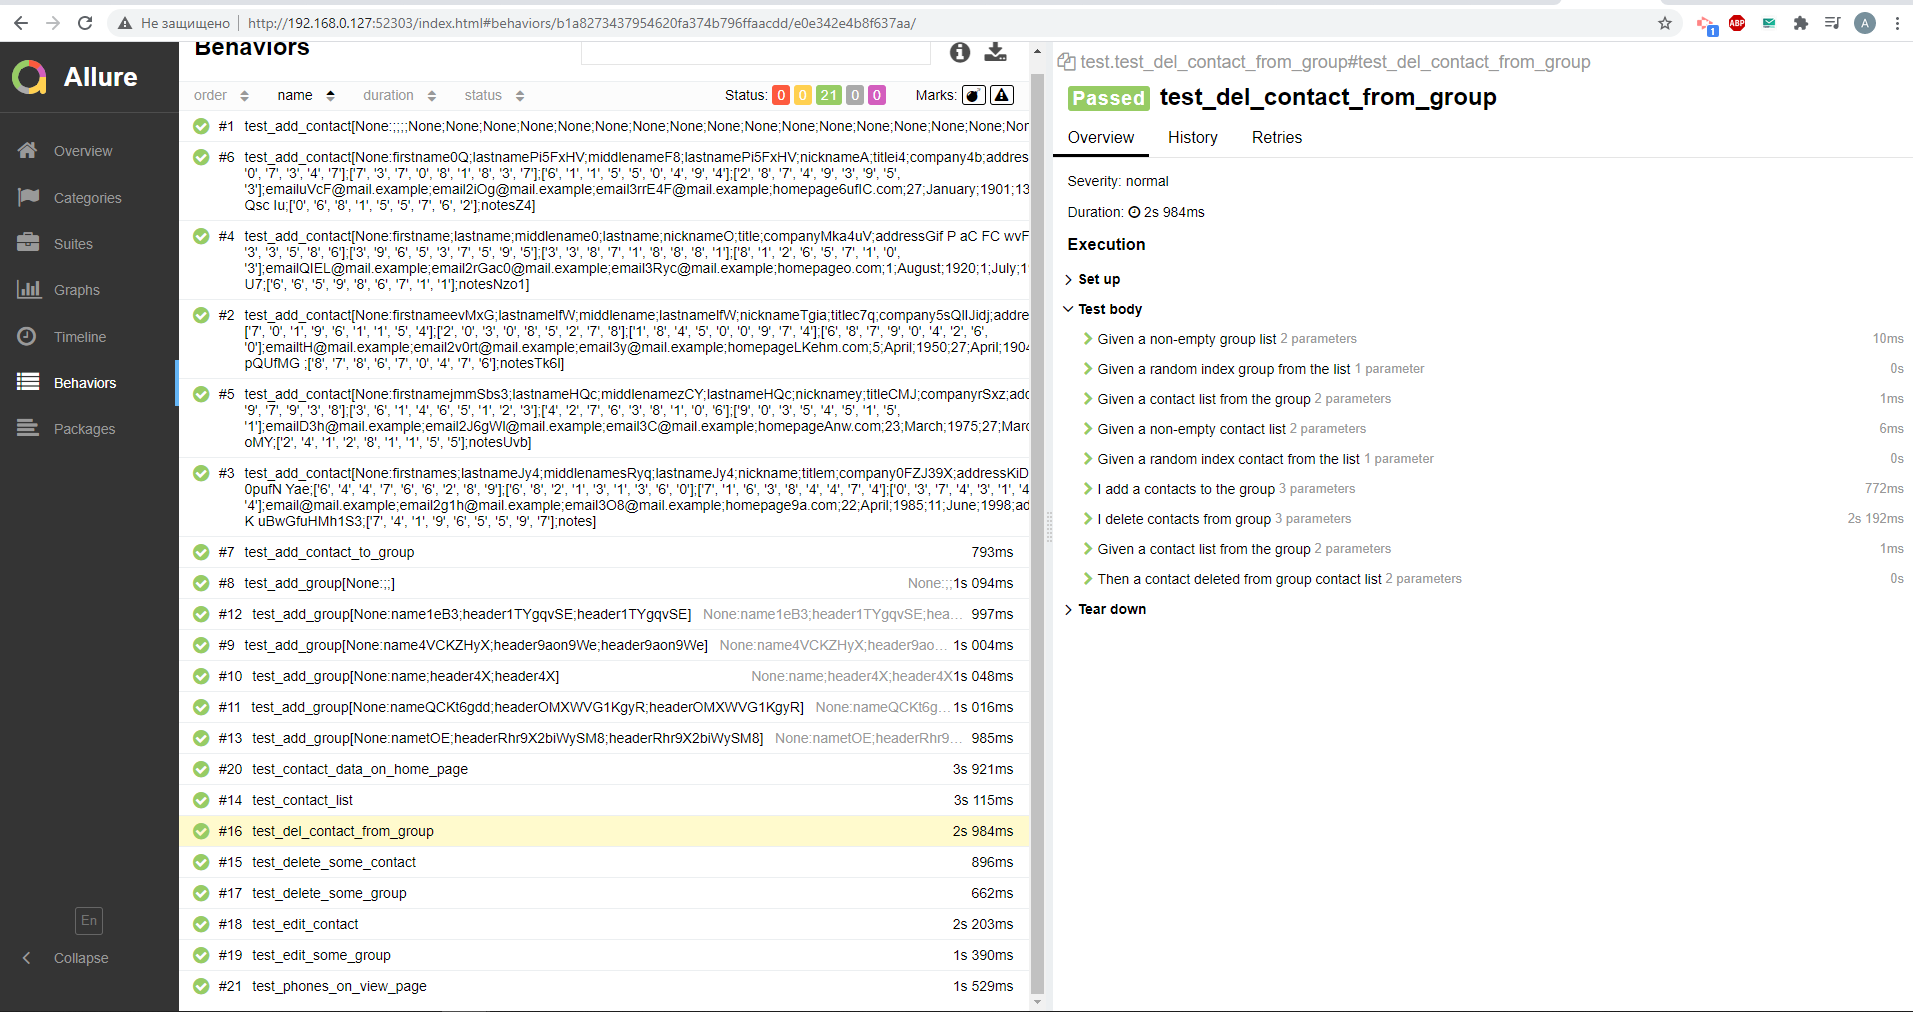 Не защищено
http://192.168.0.127:52303/index.html#behaviors/b1a8273437954620fa374b796ffaacdd/e0e342e4b8f637aa/
1
ABP
A
Allure
Overview
Categories
Suites
Graphs
Timeline
Behaviors
Packages
En
Collapse
Behaviors
order name duration status Status: 0 0 21 0 0 Marks:
#1 test_add_contact[None:;;;;None;None;None;None;None;None;None;None;None;None;None;None;None;None;None;None;Non
#6 test_add_contact[None:firstname0Q;lastnamePi5FxHV;middlenameF8;lastnamePi5FxHV;nicknameA;titlei4;company4b;addres
'0', '7', '3', '4', '7'];['7', '3', '7', '0', '8', '1', '8', '3', '7'];['6', '1', '1', '5', '5', '0', '4', '9', '4'];['2', '8', '7', '4', '9', '3', '9', '5',
'3'];emailuVcF@mail.example;email2iOg@mail.example;email3rrE4F@mail.example;homepage6ufIC.com;27;January;1901;13
Qsc Iu;['0', '6', '8', '1', '5', '5', '7', '6', '2'];notesZ4]
#4 test_add_contact[None:firstname;lastname;middlename0;lastname;nicknameO;title;companyMka4uV;addressGif P aC FC wvF
'3', '3', '5', '8', '6'];['3', '9', '6', '5', '3', '7', '5', '9', '5'];['3', '3', '8', '7', '1', '8', '8', '8', '1'];['8', '1', '2', '6', '5', '7', '1', '0',
'3'];emailQIEL@mail.example;email2rGac0@mail.example;email3Ryc@mail.example;homepageo.com;1;August;1920;1;July;1
U7;['6', '6', '5', '9', '8', '6', '7', '1', '1'];notesNzo1]
#2 test_add_contact[None:firstnameevMxG;lastnameIfW;middlename;lastnameIfW;nicknameTgia;titlec7q;company5sQIIJidj;addre
['7', '0', '1', '9', '6', '1', '1', '5', '4'];['2', '0', '3', '0', '8', '5', '2', '7', '8'];['1', '8', '4', '5', '0', '0', '9', '7', '4'];['6', '8', '7', '9', '0', '4', '2', '6',
'0'];emailtH@mail.example;email2v0rt@mail.example;email3y@mail.example;homepageLKehm.com;5;April;1950;27;April;1904
pQUfMG ;['8', '7', '8', '6', '7', '0', '4', '7', '6'];notesTk6I]
#5 test_add_contact[None:firstnamejmmSbs3;lastnameHQc;middlenamezCY;lastnameHQc;nicknamey;titleCMJ;companyrSxz;add
'9', '7', '9', '3', '8'];['3', '6', '1', '4', '6', '5', '1', '2', '3'];['4', '2', '7', '6', '3', '8', '1', '0', '6'];['9', '0', '3', '5', '4', '5', '1', '5',
'1'];emailD3h@mail.example;email2J6gWI@mail.example;email3C@mail.example;homepageAnw.com;23;March;1975;27;Marc
oMY;['2', '4', '1', '2', '8', '1', '1', '5', '5'];notesUvb]
#3 test_add_contact[None:firstnames;lastnameJy4;middlenamesRyq;lastnameJy4;nickname;titlem;company0FZJ39X;addressKiD
0pufN Yae;['6', '4', '4', '7', '6', '6', '2', '8', '9'];['6', '8', '2', '1', '3', '1', '3', '6', '0'];['7', '1', '6', '3', '8', '4', '4', '7', '4'];['0', '3', '7', '4', '3', '1', '4
'4'];email@mail.example;email2g1h@mail.example;email3O8@mail.example;homepage9a.com;22;April;1985;11;June;1998;ad
K uBwGfuHMh1S3;['7', '4', '1', '9', '6', '5', '5', '9', '7'];notes]
#7 test_add_contact_to_group 793ms
#8 test_add_group[None:;;] None:;;1s 094ms
#12 test_add_group[None:name1eB3;header1TYgqvSE;header1TYgqvSE] None:name1eB3;header1TYgqvSE;hea... 997ms
#9 test_add_group[None:name4VCKZHyX;header9aon9We;header9aon9We] None:name4VCKZHyX;header9ao... 1s 004ms
#10 test_add_group[None:name;header4X;header4X] None:name;header4X;header4X1s 048ms
#11 test_add_group[None:nameQCKt6gdd;headerOMXWVG1KgyR;headerOMXWVG1KgyR] None:nameQCKt6g... 1s 016ms
#13 test_add_group[None:nametOE;headerRhr9X2biWySM8;headerRhr9X2biWySM8] None:nametOE;headerRhr9... 985ms
#20 test_contact_data_on_home_page 3s 921ms
#14 test_contact_list 3s 115ms
#16 test_del_contact_from_group 2s 984ms
#15 test_delete_some_contact 896ms
#17 test_delete_some_group 662ms
#18 test_edit_contact 2s 203ms
#19 test_edit_some_group 1s 390ms
#21 test_phones_on_view_page 1s 529ms
test.test_del_contact_from_group#test_del_contact_from_group
Passed test_del_contact_from_group
Overview History Retries
Severity: normal
Duration: 2s 984ms
Execution
Set up
Test body
Given a non-empty group list 2 parameters 10ms
Given a random index group from the list 1 parameter 0s
Given a contact list from the group 2 parameters 1ms
Given a non-empty contact list 2 parameters 6ms
Given a random index contact from the list 1 parameter 0s
I add a contacts to the group 3 parameters 772ms
I delete contacts from group 3 parameters 2s 192ms
Given a contact list from the group 2 parameters 1ms
Then a contact deleted from group contact list 2 parameters 0s
Tear down